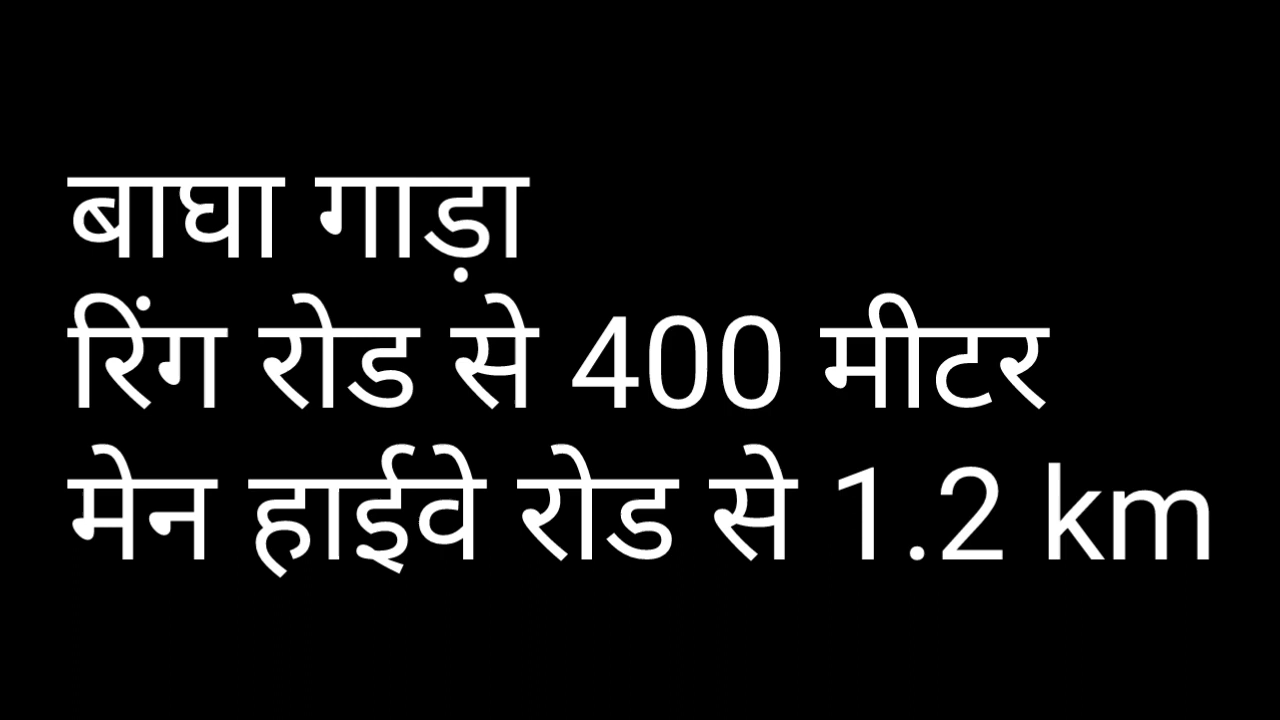 बाघा गाड़ा
रिंग रोड से 400 मीटर
मेन हाईवे रोड से 1.2 km